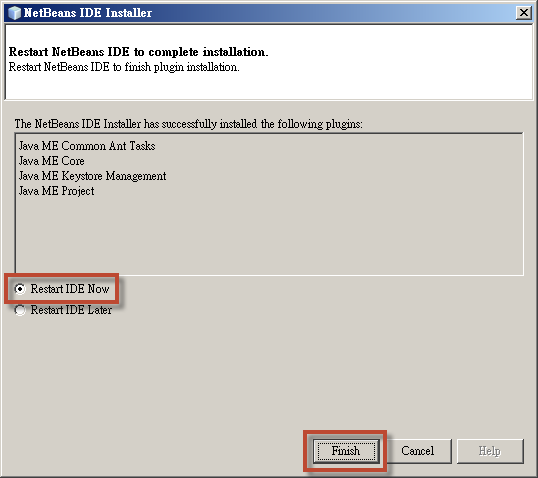 NetBeans IDE Installer
Restart NetBeans IDE to complete installation.
Restart NetBeans IDE to finish plugin installation.
The NetBeans IDE Installer has successfully installed the following plugins:
Java ME Common Ant Tasks
Java ME Core
Java ME Keystore Management
Java ME Project
Restart IDE Now
Restart IDE Later
Finish Cancel Help